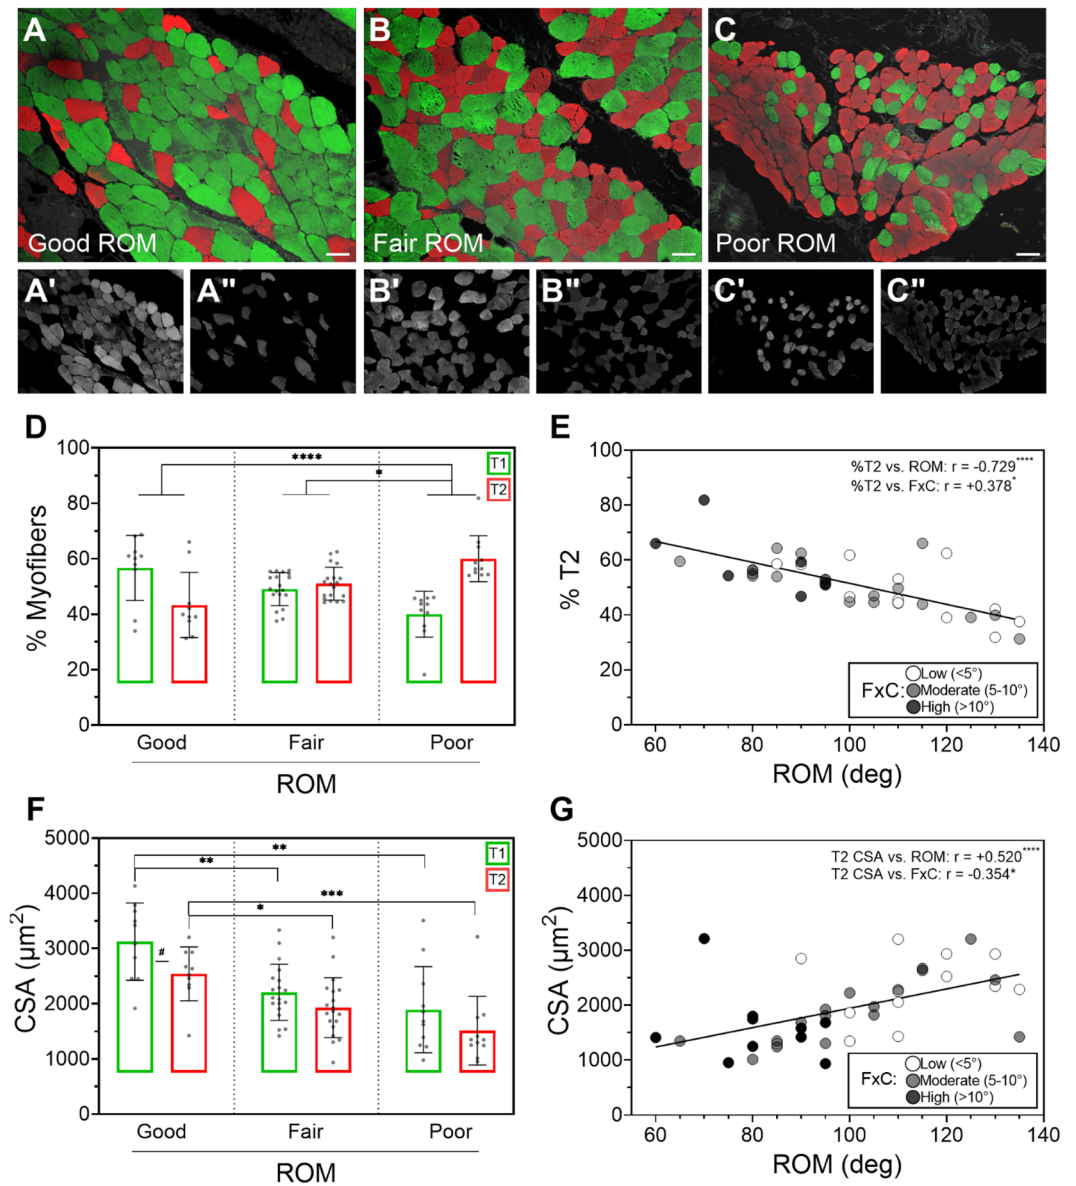 A
B
C
Good ROM
Fair ROM
Poor ROM
A'
A"
B'
B"
C'
C"
D
E
100
80
60
40
20
0
% Myofibers
****
*
T1
T2
Good
Fair
Poor
ROM
100
80
60
40
20
0
% T2
%T2 vs. ROM: r = -0.729****
%T2 vs. FxC: r = +0.378*
FxC:
Low (<5°)
Moderate (5-10°)
High (>10°)
60
80
100
120
140
ROM (deg)
F
G
5000
4000
3000
2000
1000
0
CSA (µm²)
**
**
***
*
#
T1
T2
Good
Fair
Poor
ROM
5000
4000
3000
2000
1000
0
CSA (µm²)
T2 CSA vs. ROM: r = +0.520****
T2 CSA vs. FxC: r = -0.354*
FxC:
Low (<5°)
Moderate (5-10°)
High (>10°)
60
80
100
120
140
ROM (deg)